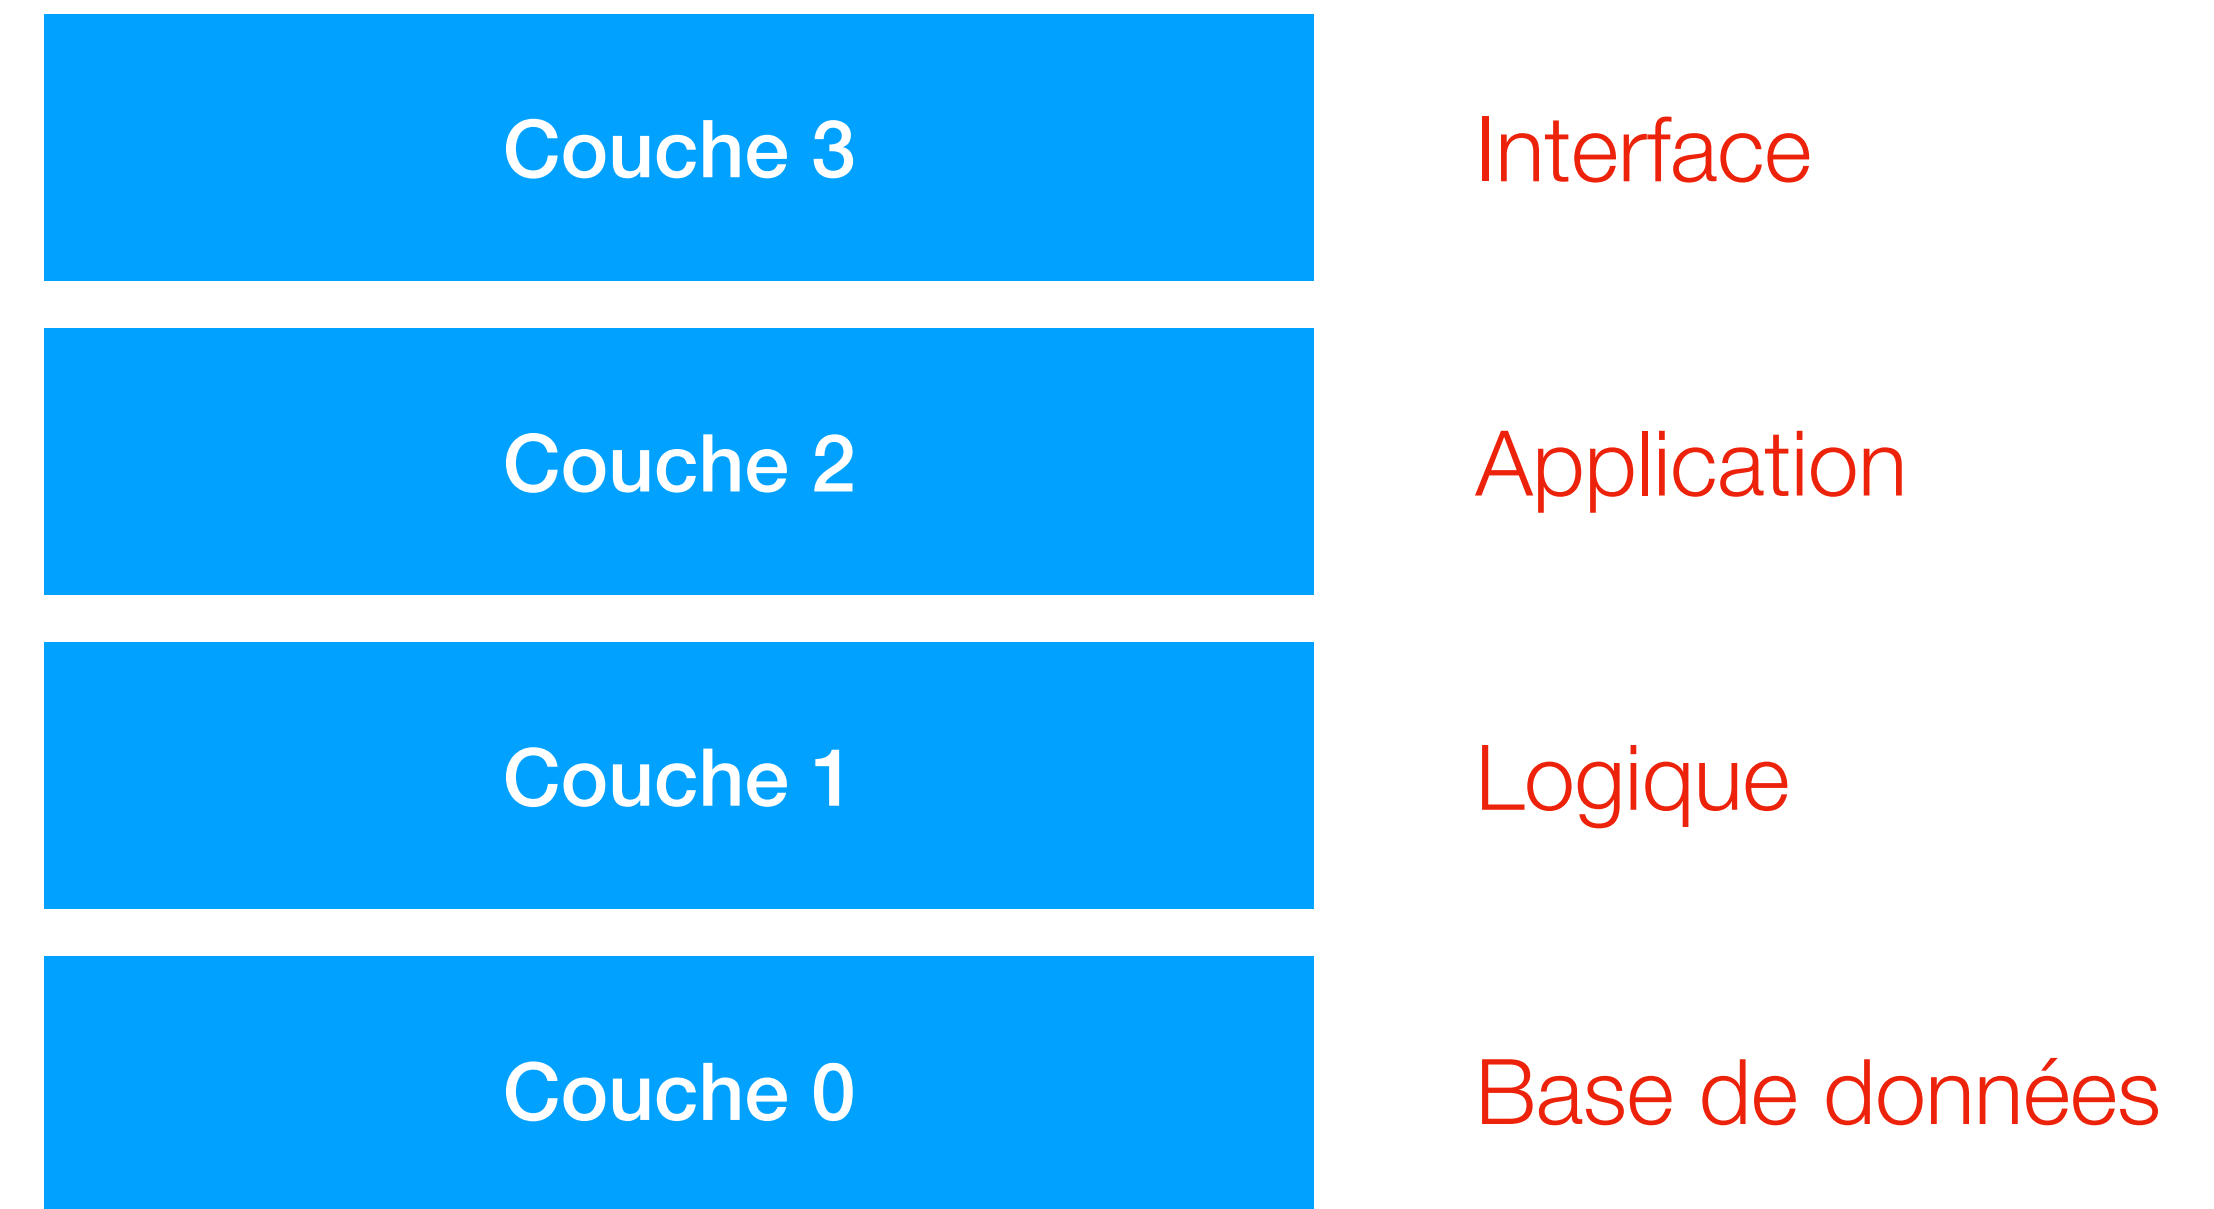 Couche 3
Interface
Couche 2
Application
Couche 1
Logique
Couche 0
Base de données